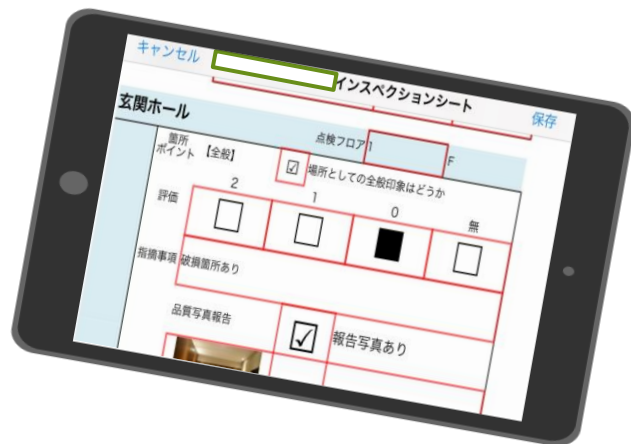 キャンセル インスペクションシート 保存
玄関ホール
点検フロア 1 F
箇所
ポイント 【全般】 ☑ 場所としての全般印象はどうか
2 1 0 無
評価
指摘事項 破損箇所あり
品質写真報告 ☑ 報告写真あり